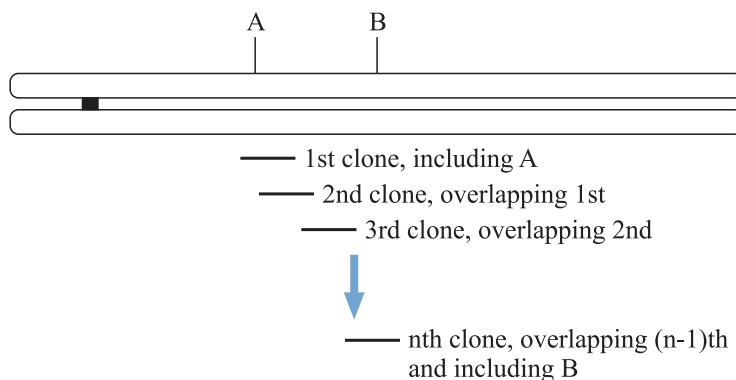 A B
1st clone, including A
2nd clone, overlapping 1st
3rd clone, overlapping 2nd
nth clone, overlapping (n-1)th
and including B